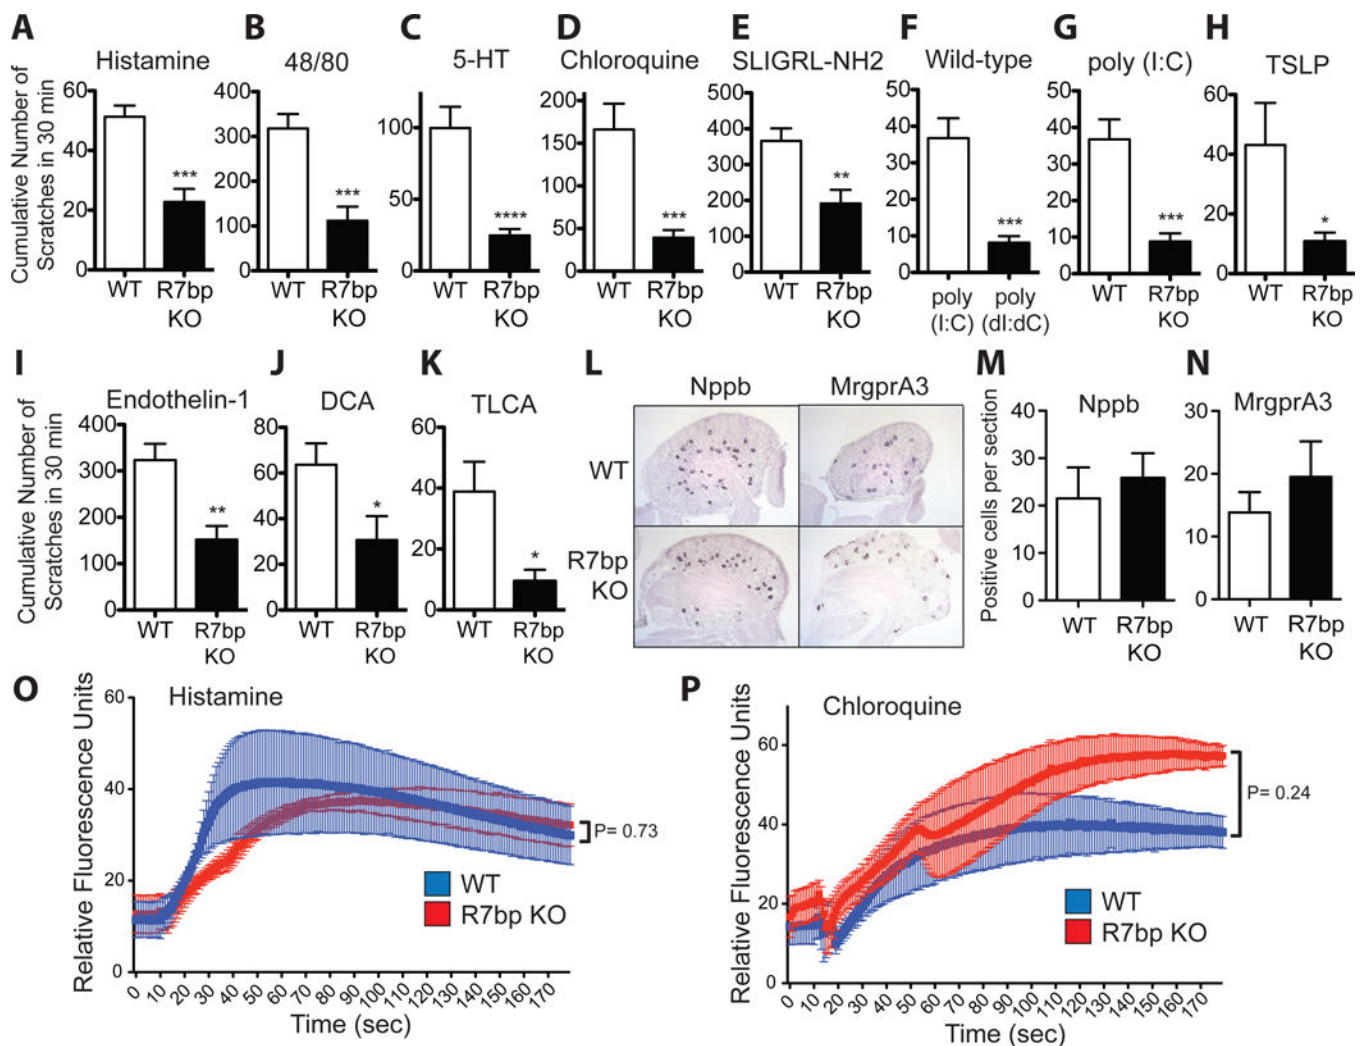 A
Histamine
Cumulative Number of
Scratches in 30 min
60
40
20
0
***
WT
R7bp
KO
B
48/80
400
300
200
100
0
***
WT
R7bp
KO
C
5-HT
100
50
0
****
WT
R7bp
KO
D
Chloroquine
200
150
100
50
0
***
WT
R7bp
KO
E
SLIGRL-NH2
500
400
300
200
100
0
**
WT
R7bp
KO
F
Wild-type
50
40
30
20
10
0
***
poly
(I:C)
poly
(dI:dC)
G
poly (I:C)
50
40
30
20
10
0
***
WT
R7bp
KO
H
TSLP
60
40
20
0
*
WT
R7bp
KO
I
Endothelin-1
Cumulative Number of
Scratches in 30 min
400
300
200
100
0
**
WT
R7bp
KO
J
DCA
80
60
40
20
0
*
WT
R7bp
KO
K
TLCA
60
40
20
0
*
WT
R7bp
KO
L
Nppb
MrgprA3
WT
R7bp
KO
M
Nppb
Positive cells per section
40
30
20
10
0
WT
R7bp
KO
N
MrgprA3
30
20
10
0
WT
R7bp
KO
O
Histamine
Relative Fluorescence Units
60
40
20
0
P= 0.73
WT
R7bp KO
0
10
20
30
40
50
60
70
80
90
100
110
120
130
140
150
160
170
Time (sec)
P
Chloroquine
Relative Fluorescence Units
60
40
20
0
P= 0.24
WT
R7bp KO
0
10
20
30
40
50
60
70
80
90
100
110
120
130
140
150
160
170
Time (sec)